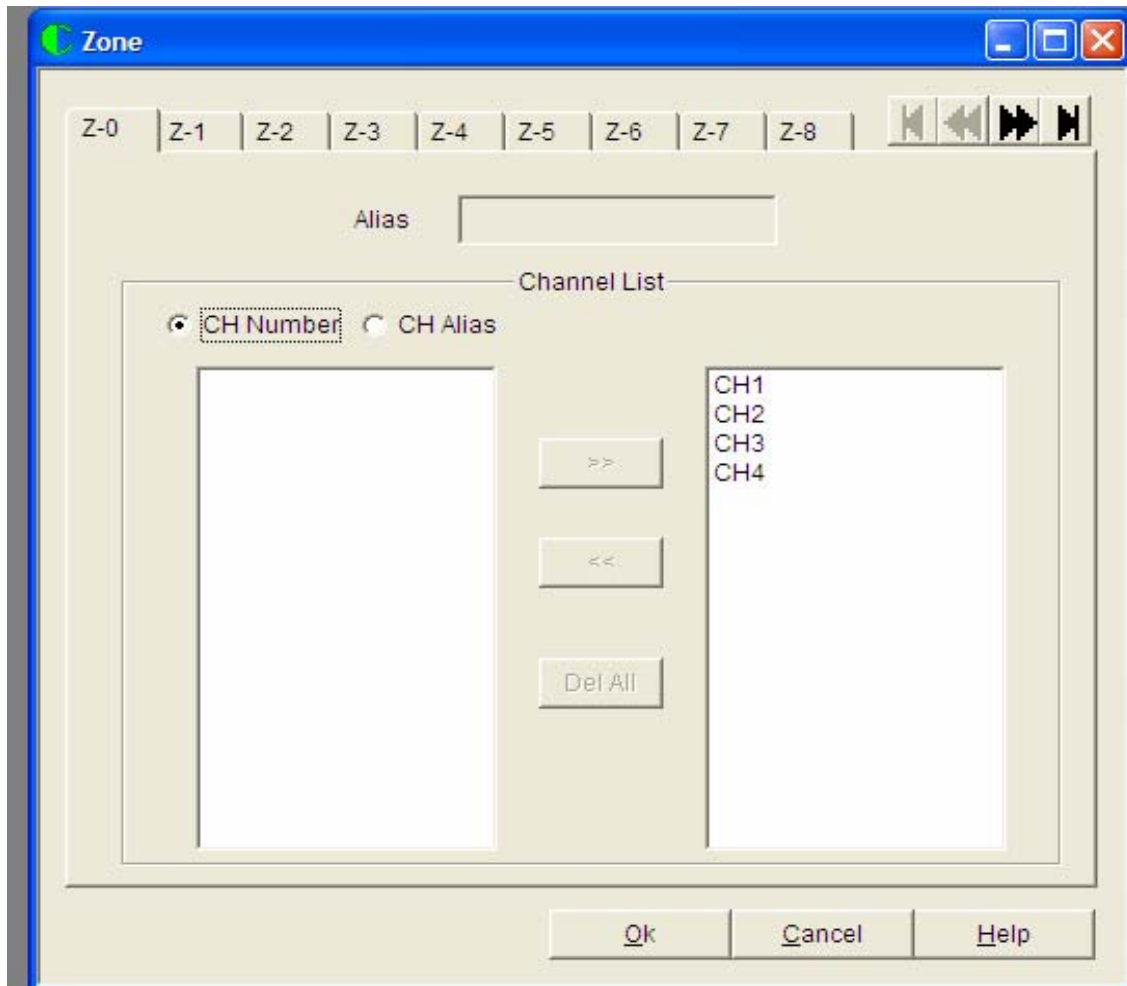 Zone
Z-0 Z-1 Z-2 Z-3 Z-4 Z-5 Z-6 Z-7 Z-8
Alias
Channel List
CH Number CH Alias
CH1
CH2
CH3
CH4
>>
<<
Del All
Ok Cancel Help